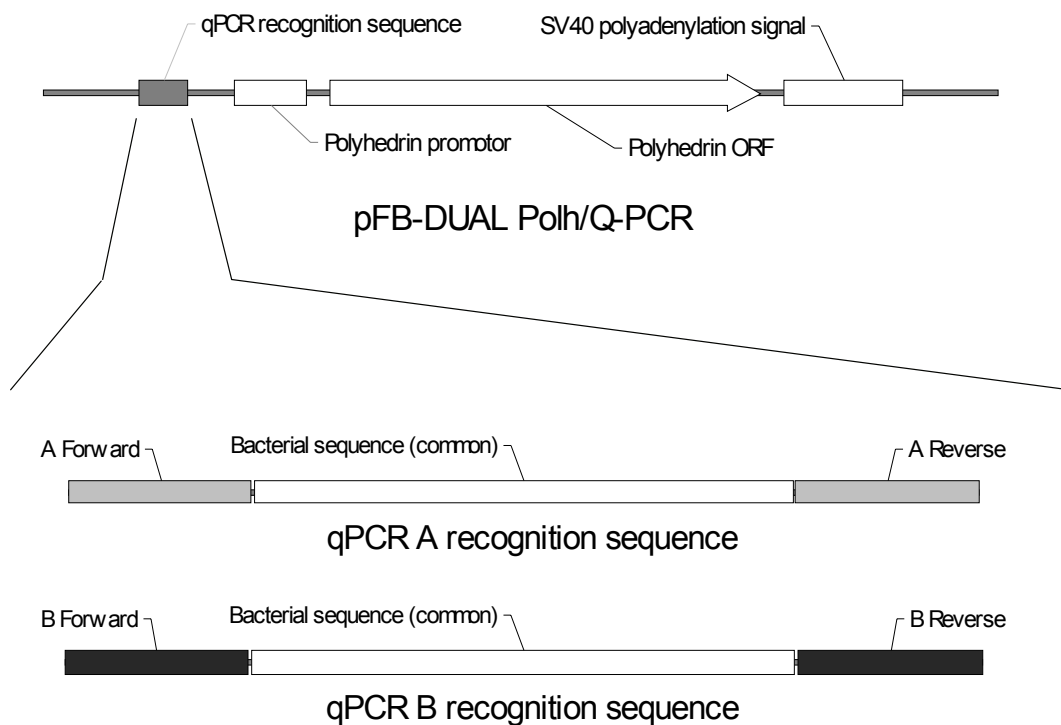 qPCR recognition sequence
SV40 polyadenylation signal
Polyhedrin promotor
Polyhedrin ORF
pFB-DUAL Polh/Q-PCR
A Forward
Bacterial sequence (common)
A Reverse
qPCR A recognition sequence
B Forward
Bacterial sequence (common)
B Reverse
qPCR B recognition sequence